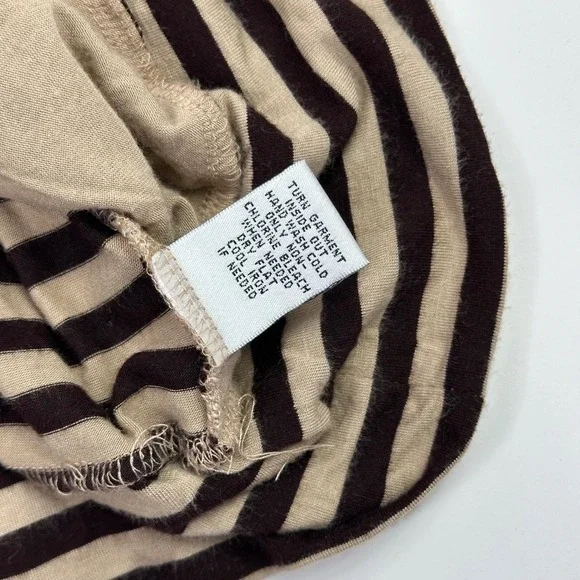 TURN GARMENT
INSIDE OUT
HAND WASH COLD
ONLY NON-
CHLORINE BLEACH
WHEN NEEDED
DRY FLAT
COOL IRON
IF NEEDED